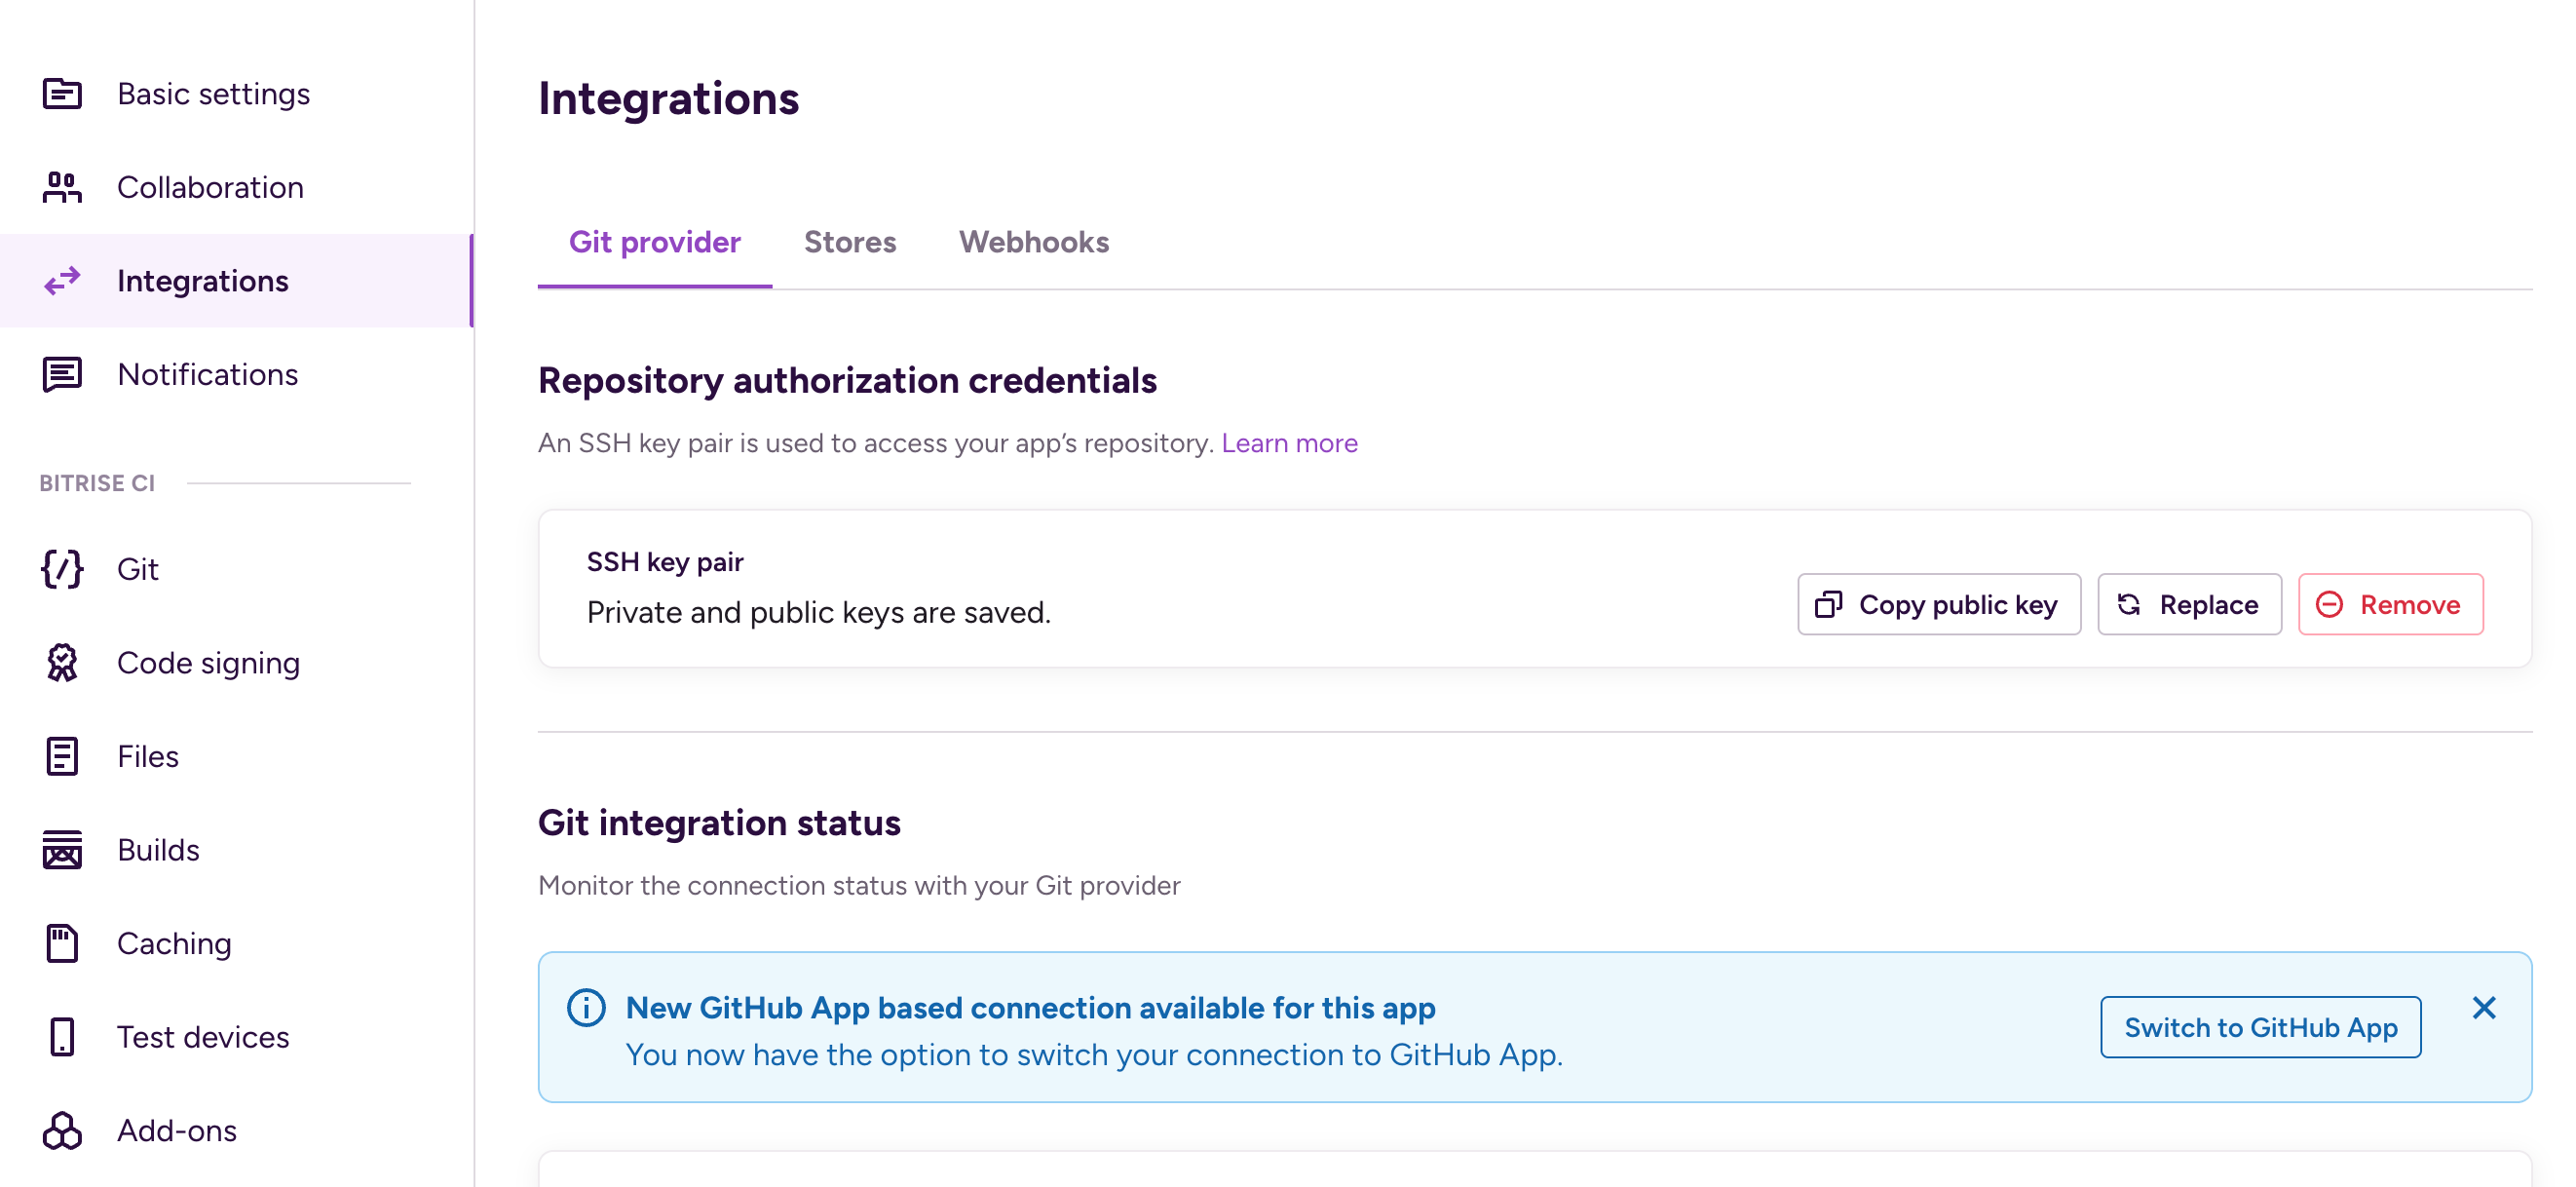 Basic settings
Collaboration
Integrations
Notifications
BITRISE CI
Git
Code signing
Files
Builds
Caching
Test devices
Add-ons
Integrations
Git provider
Stores
Webhooks
Repository authorization credentials
An SSH key pair is used to access your app’s repository. Learn more
SSH key pair
Private and public keys are saved.
Copy public key
Replace
Remove
Git integration status
Monitor the connection status with your Git provider
New GitHub App based connection available for this app
You now have the option to switch your connection to GitHub App.
Switch to GitHub App